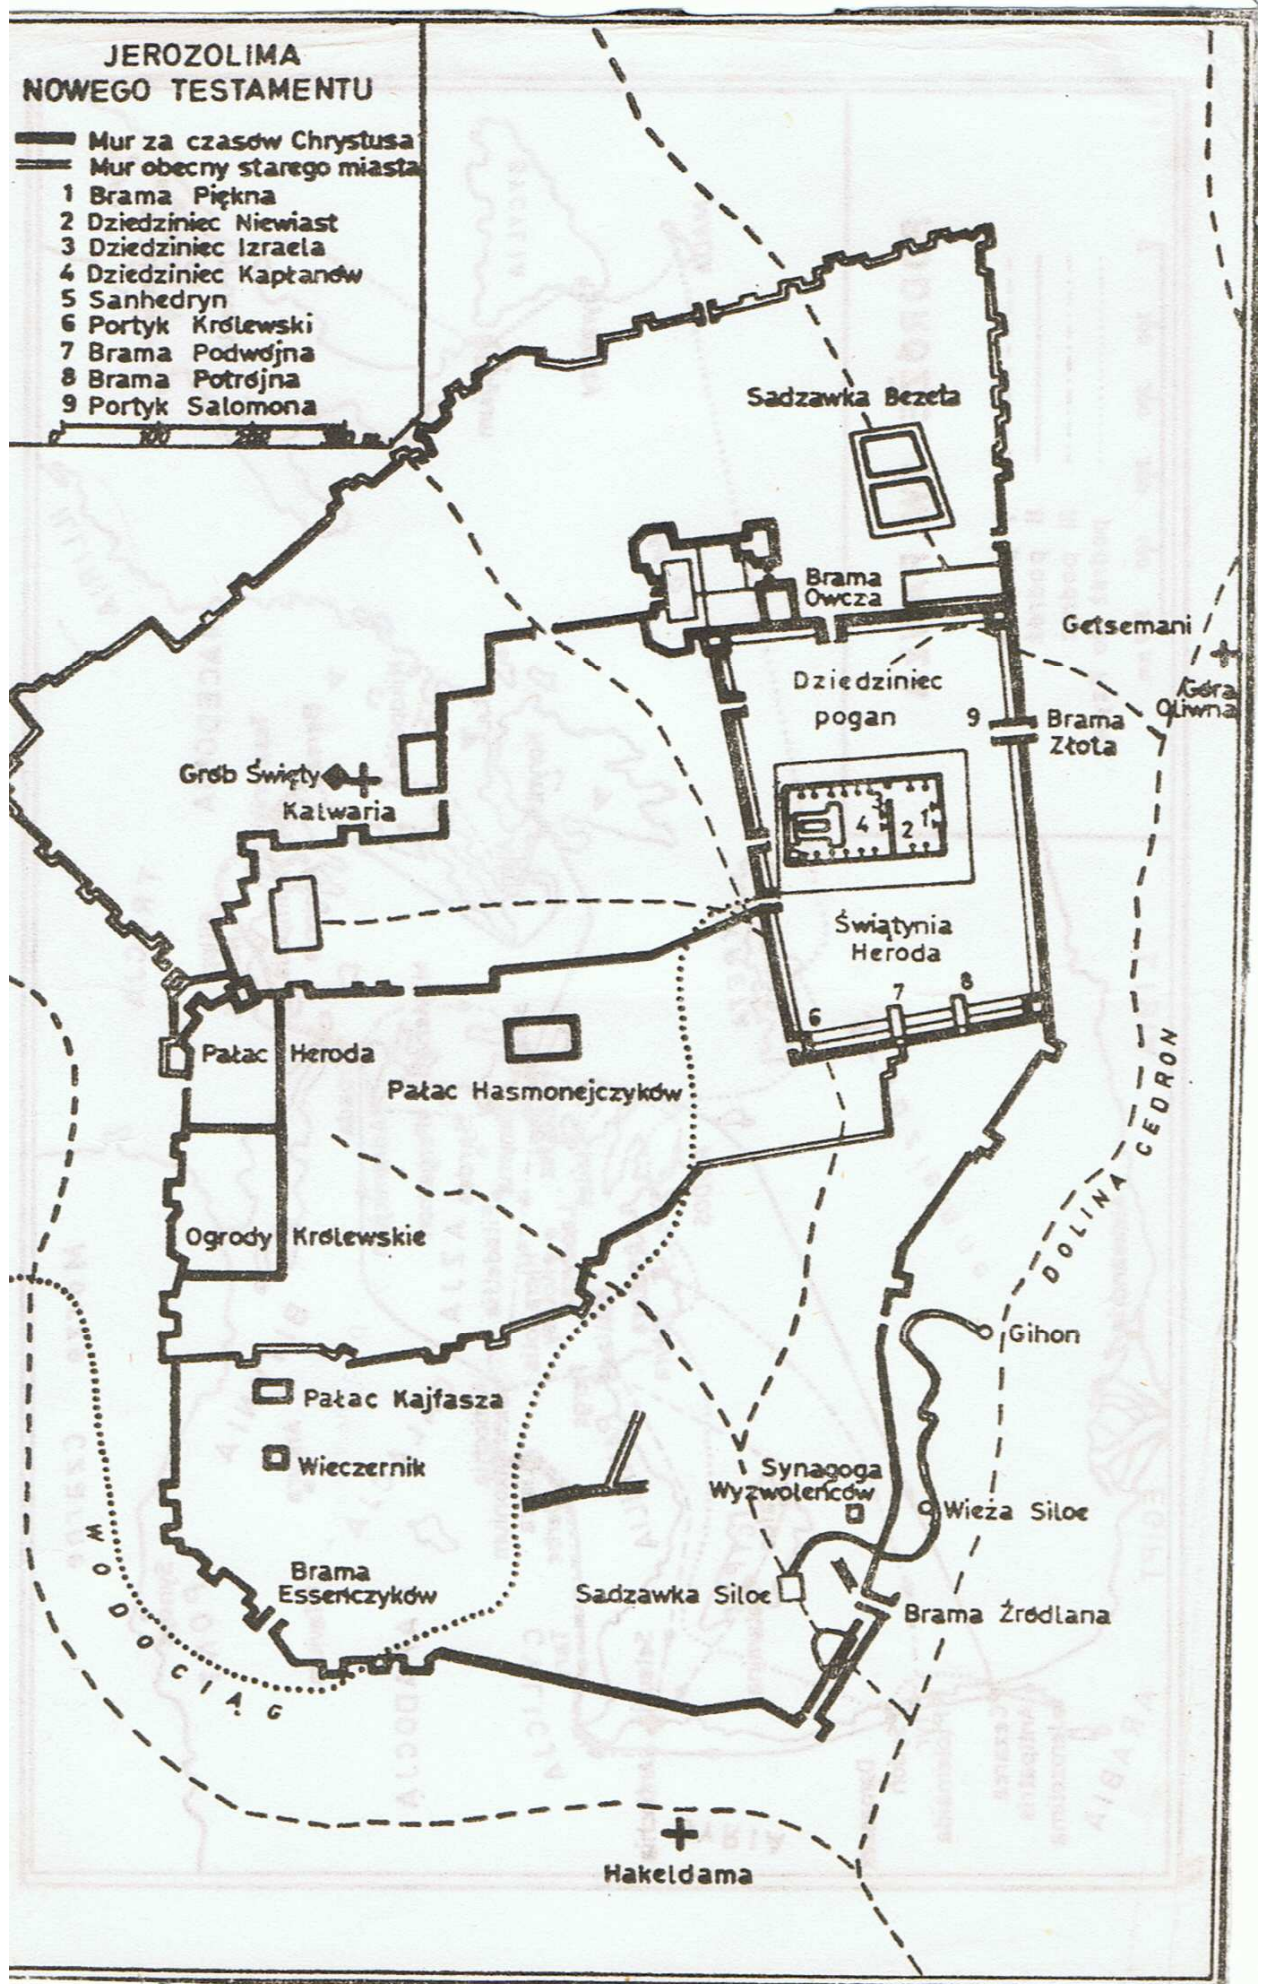 JEROZOLIMA
NOWEGO TESTAMENTU
Mur za czasów Chrystusa
Mur obecny starego miasta
1 Brama Piękna
2 Dziedziniec Niewiast
3 Dziedziniec Izraela
4 Dziedziniec Kapłanów
5 Sanhedryn
6 Portyk Królewski
7 Brama Podwójna
8 Brama Potrójna
9 Portyk Salomona
0 100 200 300 m
Sadzawka Bezeta
Brama
Owcza
Getsemani
Góra
Oliwna
Dziedziniec
pogan
9
Brama
Złota
Grób Święty
Kalwaria
3
4
2
1
Świątynia
Heroda
6
7
8
Pałac Heroda
Pałac Hasmonejczyków
DOLINA CEDRON
Ogrody Królewskie
Gihon
Pałac Kajfasza
Wieczernik
Synagoga
Wyzwoleńców
Wieża Siloe
WODOCIĄG
Brama
Esseńczyków
Sadzawka Siloe
Brama Źródlana
Hakeldama